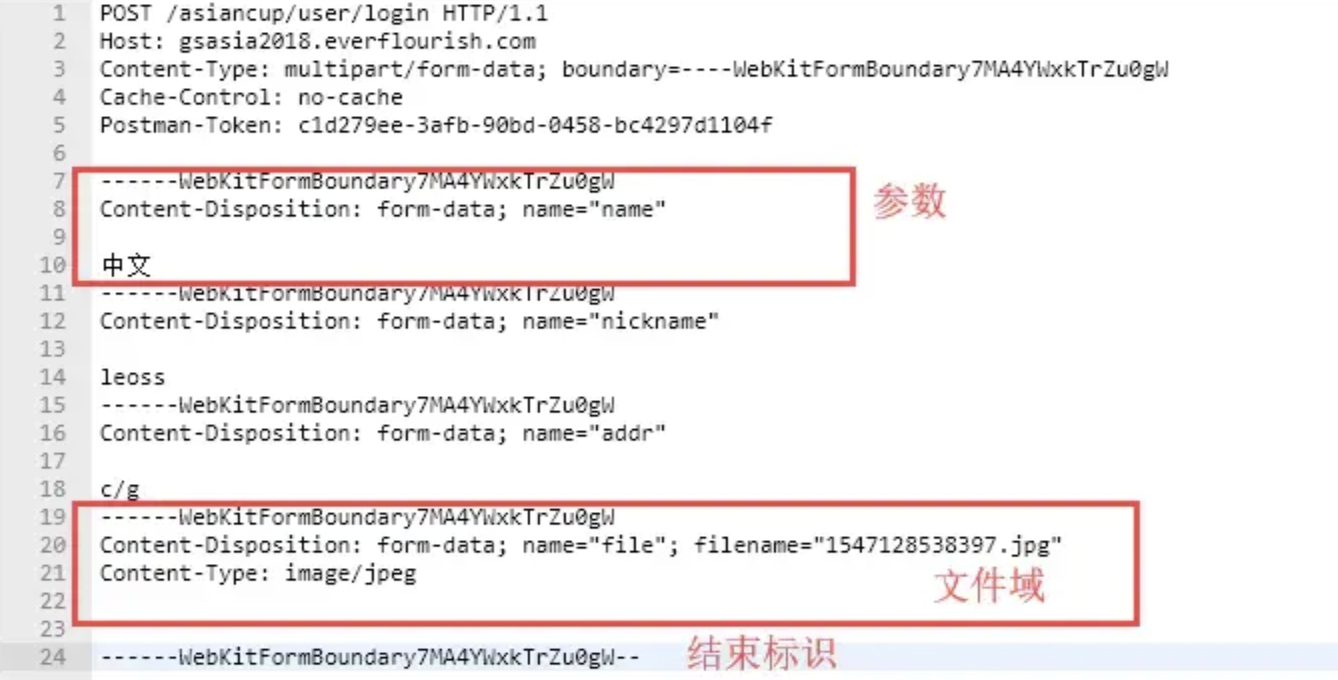 1 POST /asiancup/user/login HTTP/1.1
2 Host: gsasia2018.everflourish.com
3 Content-Type: multipart/form-data; boundary=----WebKitFormBoundary7MA4YWxkTrZu0gW
4 Cache-Control: no-cache
5 Postman-Token: c1d279ee-3afb-90bd-0458-bc4297d1104f
6
7 ------WebKitFormBoundary7MA4YWxkTrZu0gW
8 Content-Disposition: form-data; name="name" 参数
9
10 中文
11 ------WebKitFormBoundary7MA4YWxkTrZu0gW
12 Content-Disposition: form-data; name="nickname"
13
14 leoss
15 ------WebKitFormBoundary7MA4YWxkTrZu0gW
16 Content-Disposition: form-data; name="addr"
17
18 c/g
19 ------WebKitFormBoundary7MA4YWxkTrZu0gW
20 Content-Disposition: form-data; name="file"; filename="1547128538397.jpg"
21 Content-Type: image/jpeg 文件域
22
23
24 ------WebKitFormBoundary7MA4YWxkTrZu0gW-- 结束标识